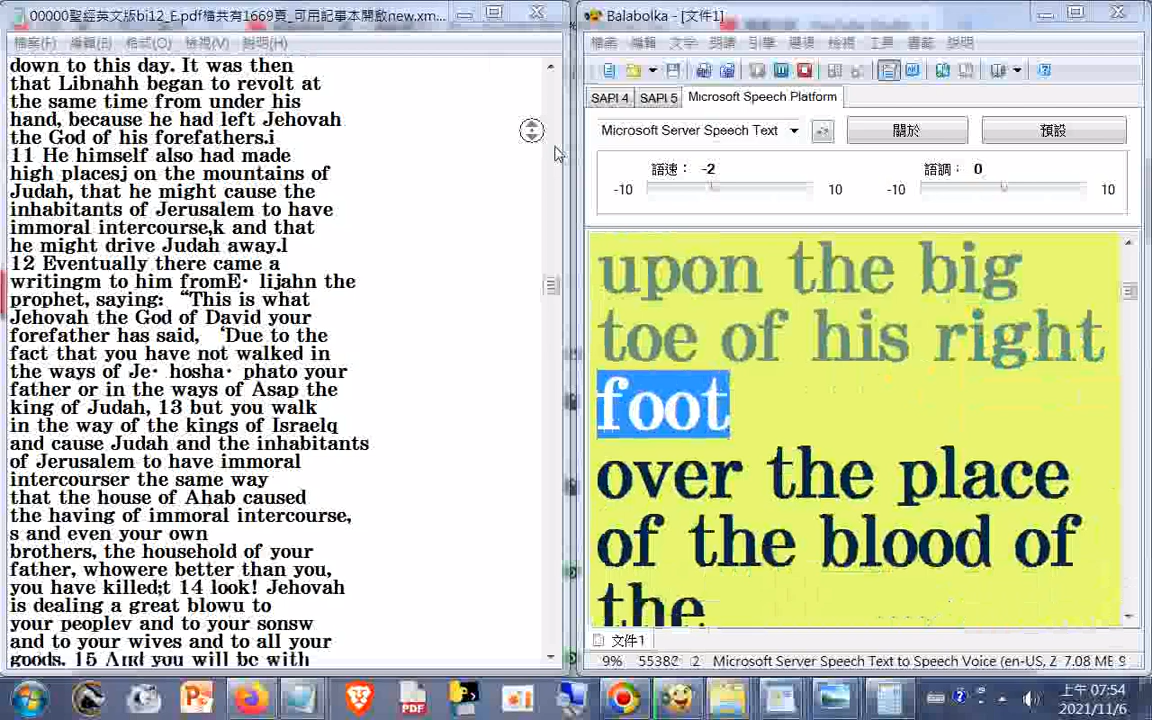 00000聖經英文版bi12_E.pdf檔共有1669頁_可用記事本開啟new.xm...
檔案(F) 編輯(E) 格式(O) 檢視(V) 說明(H)
down to this day. It was then
that Libnahh began to revolt at
the same time from under his
hand, because he had left Jehovah
the God of his forefathers.i
11 He himself also had made
high placesj on the mountains of
Judah, that he might cause the
inhabitants of Jerusalem to have
immoral intercourse,k and that
he might drive Judah away.l
12 Eventually there came a
writingm to him fromE· lijahn the
prophet, saying: “This is what
Jehovah the God of David your
forefather has said, ‘Due to the
fact that you have not walked in
the ways of Je· hosha· phato your
father or in the ways of Asap the
king of Judah, 13 but you walk
in the way of the kings of Israelq
and cause Judah and the inhabitants
of Jerusalem to have immoral
intercourser the same way
that the house of Ahab caused
the having of immoral intercourse,
s and even your own
brothers, the household of your
father, whowere better than you,
you have killed;t 14 look! Jehovah
is dealing a great blowu to
your peoplev and to your sonsw
and to your wives and to all your
goods. 15 And you will be with
Balabolka - [文件1]
檔案 編輯 文字 朗讀 引擎 選項 檢視 工具 書籤 說明
SAPI 4 SAPI 5 Microsoft Speech Platform
Microsoft Server Speech Text 關於 預設
語速： -2 語調： 0
-10 10 -10 10
upon the big
toe of his right
foot
over the place
of the blood of
the
文件1
9% 55382 2 Microsoft Server Speech Text to Speech Voice (en-US, Z 7.08 MB 9
上午 07:54
2021/11/6